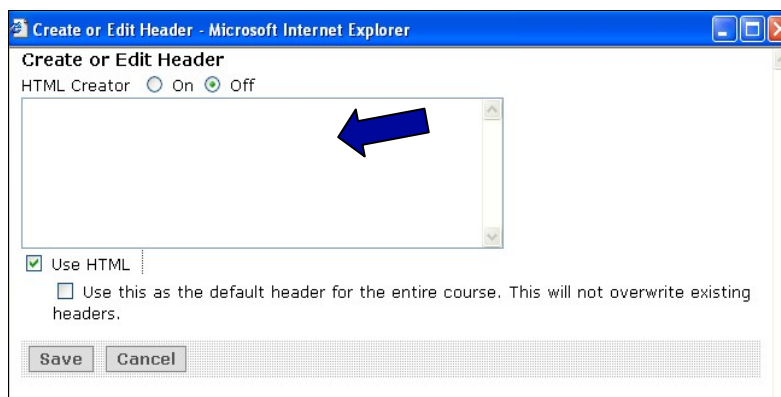 Create or Edit Header - Microsoft Internet Explorer
Create or Edit Header
HTML Creator On Off
Use HTML
Use this as the default header for the entire course. This will not overwrite existing
headers.
Save Cancel